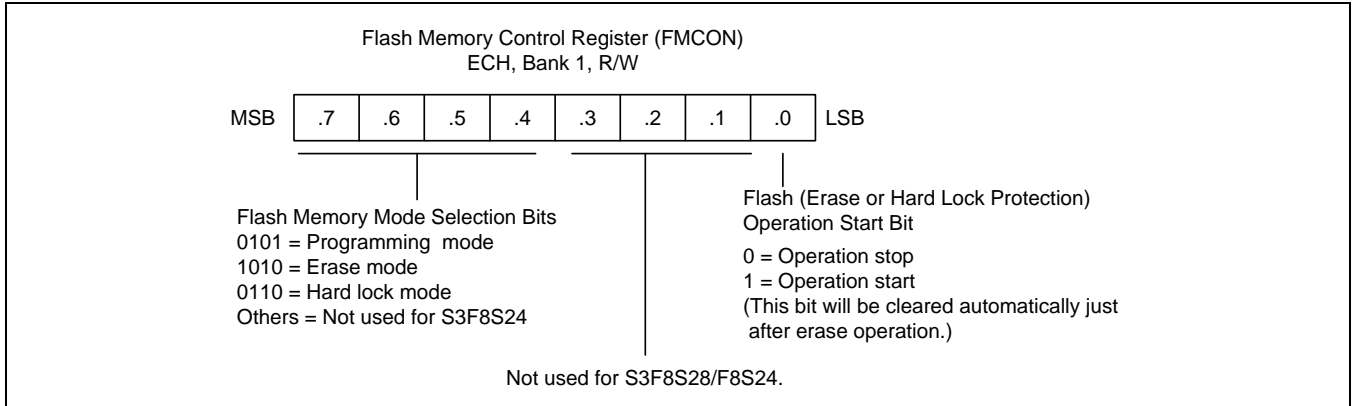 Flash Memory Control Register (FMCON)
ECH, Bank 1, R/W
MSB .7 .6 .5 .4 .3 .2 .1 .0 LSB
Flash Memory Mode Selection Bits
0101 = Programming mode
1010 = Erase mode
0110 = Hard lock mode
Others = Not used for S3F8S24
Flash (Erase or Hard Lock Protection)
Operation Start Bit
0 = Operation stop
1 = Operation start
(This bit will be cleared automatically just
after erase operation.)
Not used for S3F8S28/F8S24.